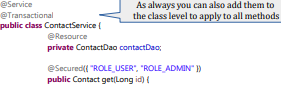 @Service
@Transactional
public class ContactService {
@Resource
private ContactDao contactDao;
@Secured({ "ROLE_USER", "ROLE_ADMIN" })
public Contact get(Long id) {
As always you can also add them to
the class level to apply to all methods